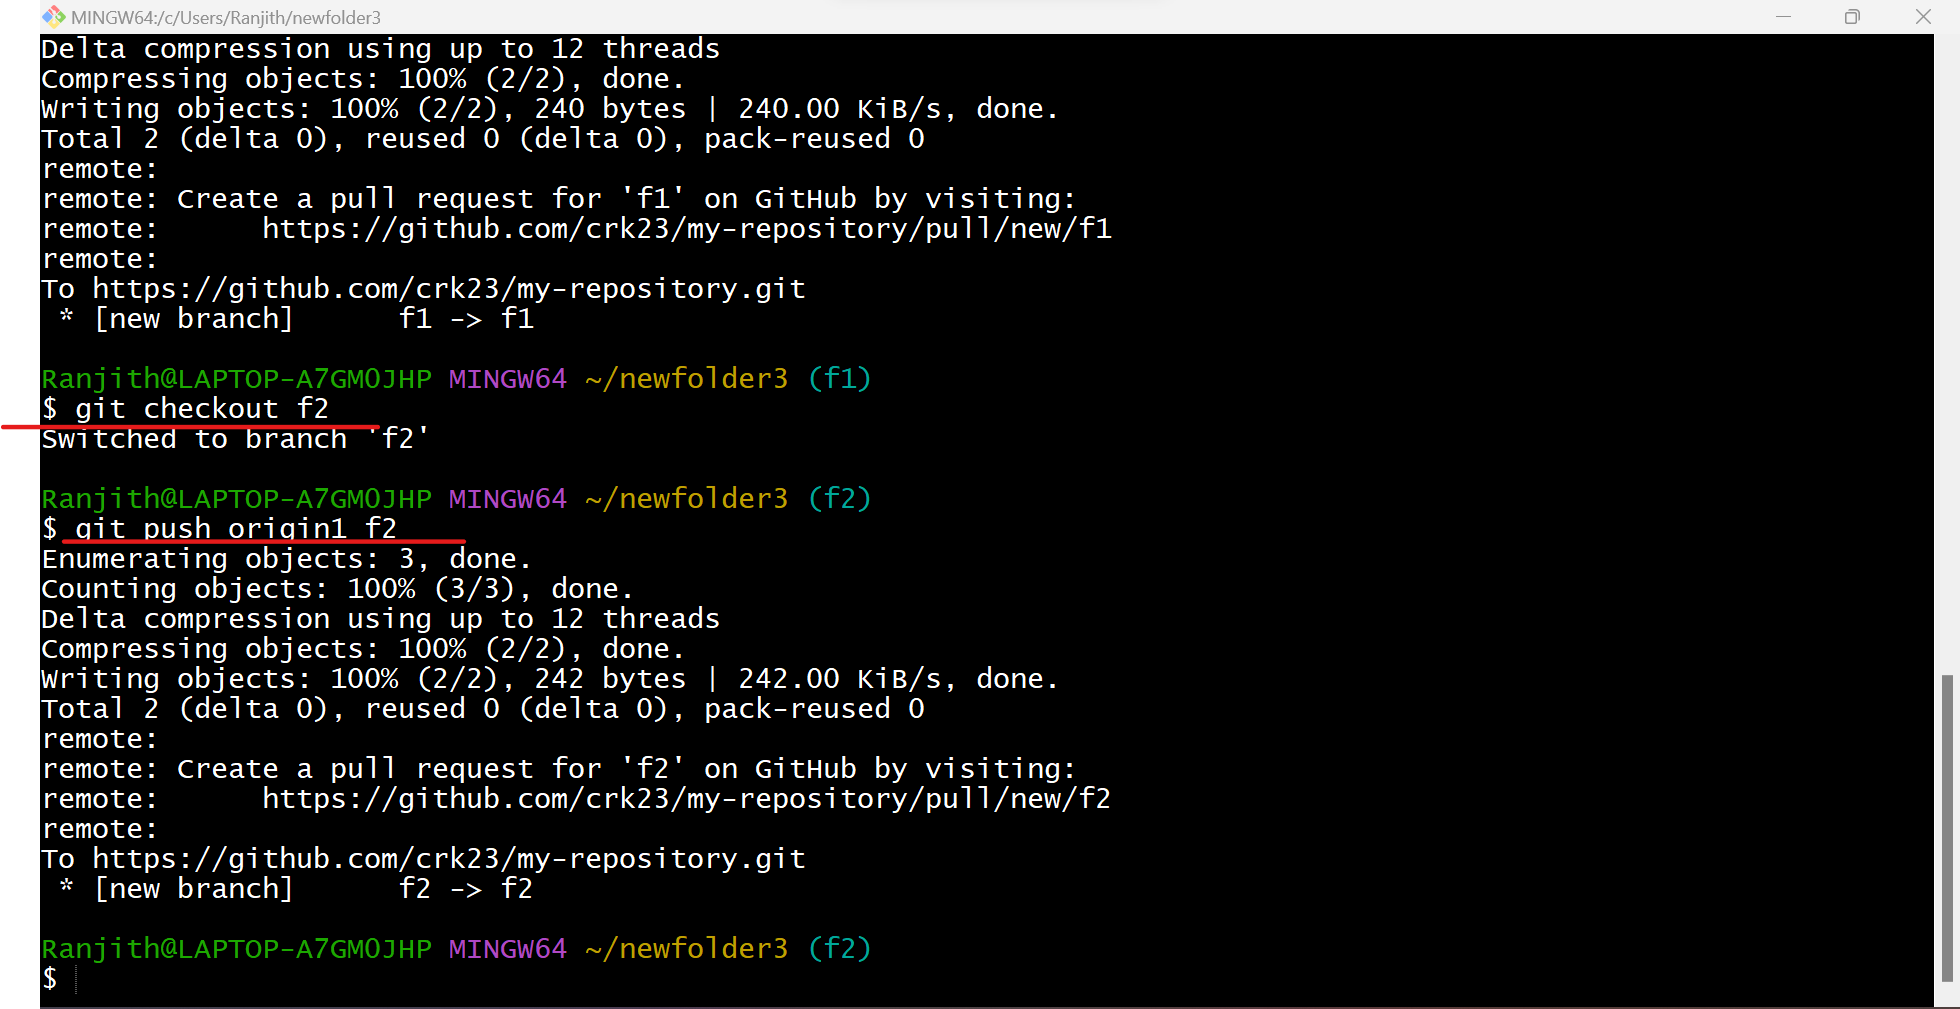 MINGW64:/c/Users/Ranjith/newfolder3
Delta compression using up to 12 threads
Compressing objects: 100% (2/2), done.
Writing objects: 100% (2/2), 240 bytes | 240.00 KiB/s, done.
Total 2 (delta 0), reused 0 (delta 0), pack-reused 0
remote:
remote: Create a pull request for 'f1' on GitHub by visiting:
remote:      https://github.com/crk23/my-repository/pull/new/f1
remote:
To https://github.com/crk23/my-repository.git
 * [new branch]      f1 -> f1
Ranjith@LAPTOP-A7GMOJHP MINGW64 ~/newfolder3 (f1)
$ git checkout f2
Switched to branch 'f2'
Ranjith@LAPTOP-A7GMOJHP MINGW64 ~/newfolder3 (f2)
$ git push origin1 f2
Enumerating objects: 3, done.
Counting objects: 100% (3/3), done.
Delta compression using up to 12 threads
Compressing objects: 100% (2/2), done.
Writing objects: 100% (2/2), 242 bytes | 242.00 KiB/s, done.
Total 2 (delta 0), reused 0 (delta 0), pack-reused 0
remote:
remote: Create a pull request for 'f2' on GitHub by visiting:
remote:      https://github.com/crk23/my-repository/pull/new/f2
remote:
To https://github.com/crk23/my-repository.git
 * [new branch]      f2 -> f2
Ranjith@LAPTOP-A7GMOJHP MINGW64 ~/newfolder3 (f2)
$